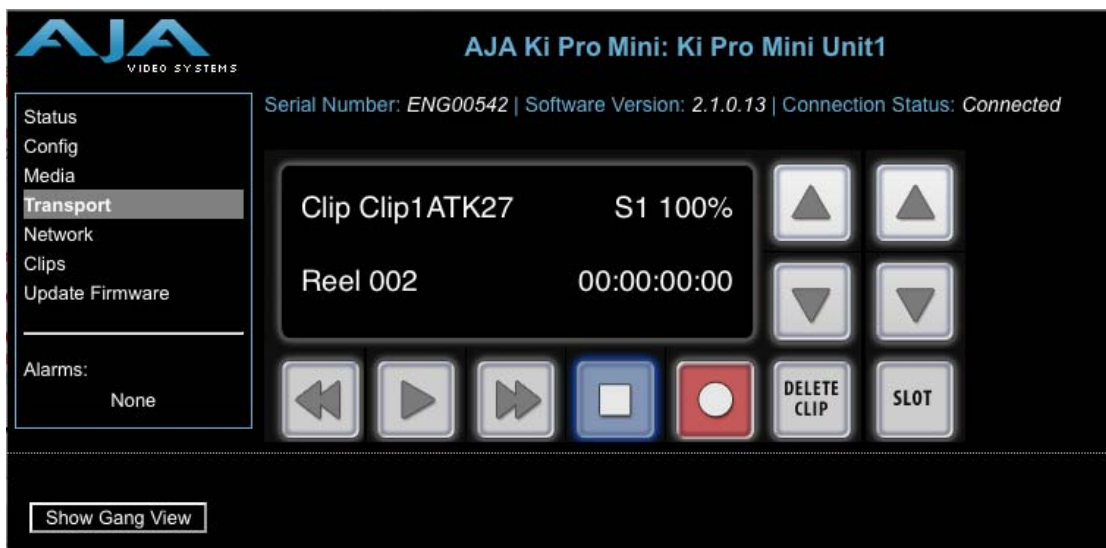 AJA
VIDEO SYSTEMS
AJA Ki Pro Mini: Ki Pro Mini Unit1
Serial Number: ENG00542 | Software Version: 2.1.0.13 | Connection Status: Connected
Status
Config
Media
Transport
Network
Clips
Update Firmware
Alarms:
None
Clip Clip1ATK27 S1 100%
Reel 002 00:00:00:00
DELETE
CLIP
SLOT
Show Gang View